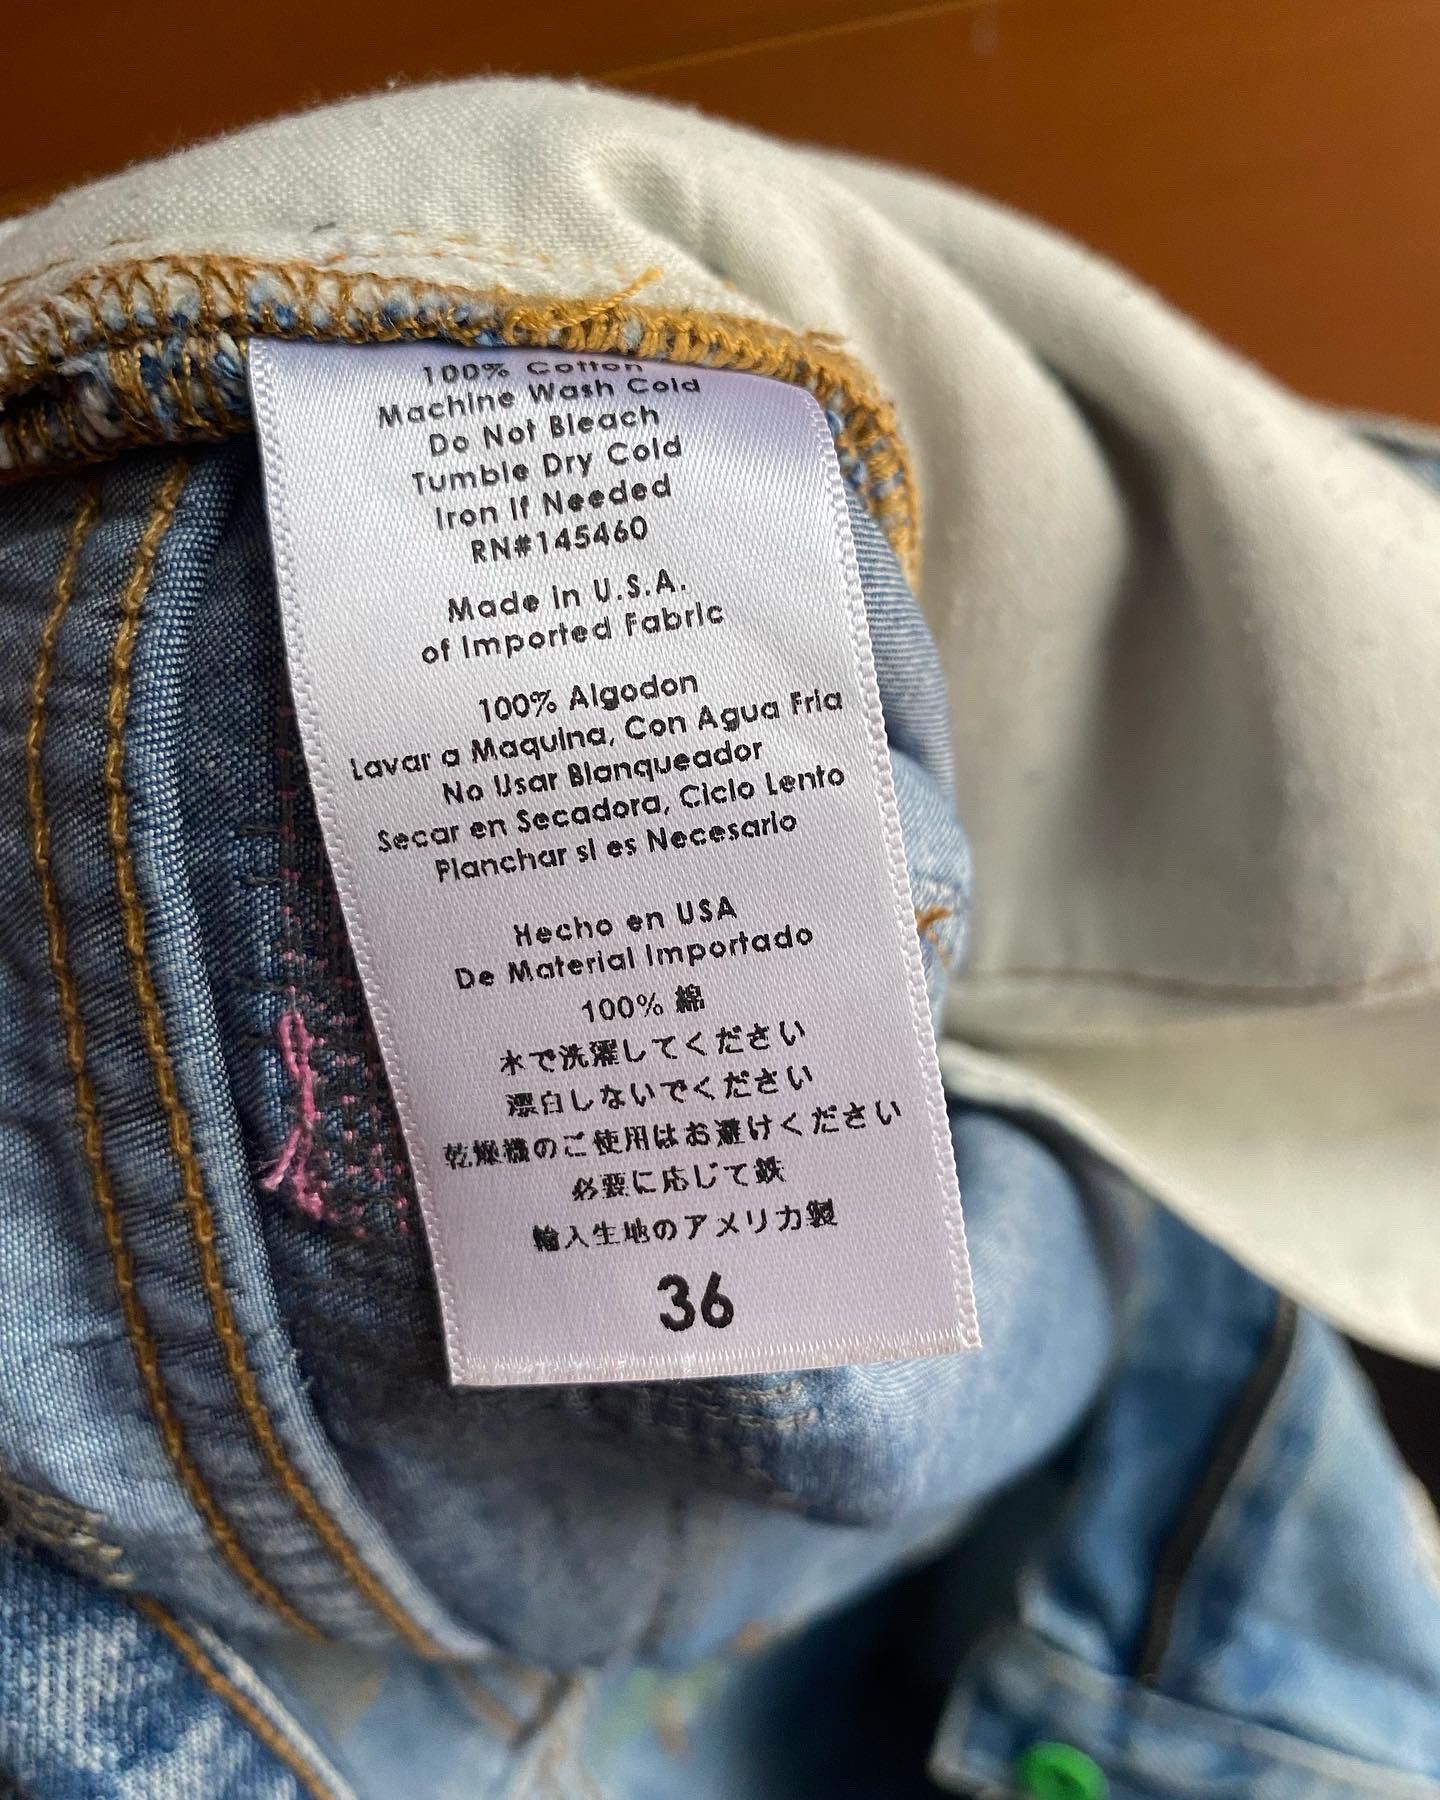 100% Cotton
Machine Wash Cold
Do Not Bleach
Tumble Dry Cold
Iron If Needed
RN#145460
Made in U.S.A.
of Imported Fabric
100% Algodon
Lavar a Maquina, Con Agua Fria
No Usar Blanqueador
Secar en Secadora, Ciclo Lento
Planchar si es Necesario
Hecho en USA
De Material Importado
100% 綿
水で洗濯してください
漂白しないでください
乾燥機のご使用はお避けください
必要に応じて鉄
輸入生地のアメリカ製
36